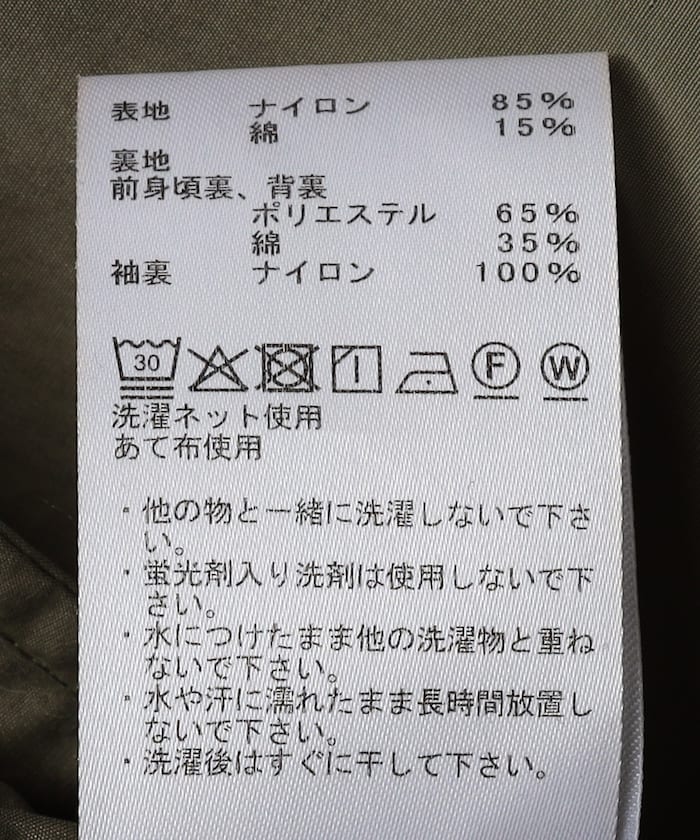 表地 ナイロン 85%
綿 15%
裏地
前身頃裏、背裏
ポリエステル 65%
綿 35%
袖裏 ナイロン 100%
30 F W
洗濯ネット使用
あて布使用
・他の物と一緒に洗濯しないで下さ
い。
・蛍光剤入り洗剤は使用しないで下
さい。
・水につけたまま他の洗濯物と重ね
ないで下さい。
・水や汗に濡れたまま長時間放置し
ないで下さい。
・洗濯後はすぐに干して下さい。